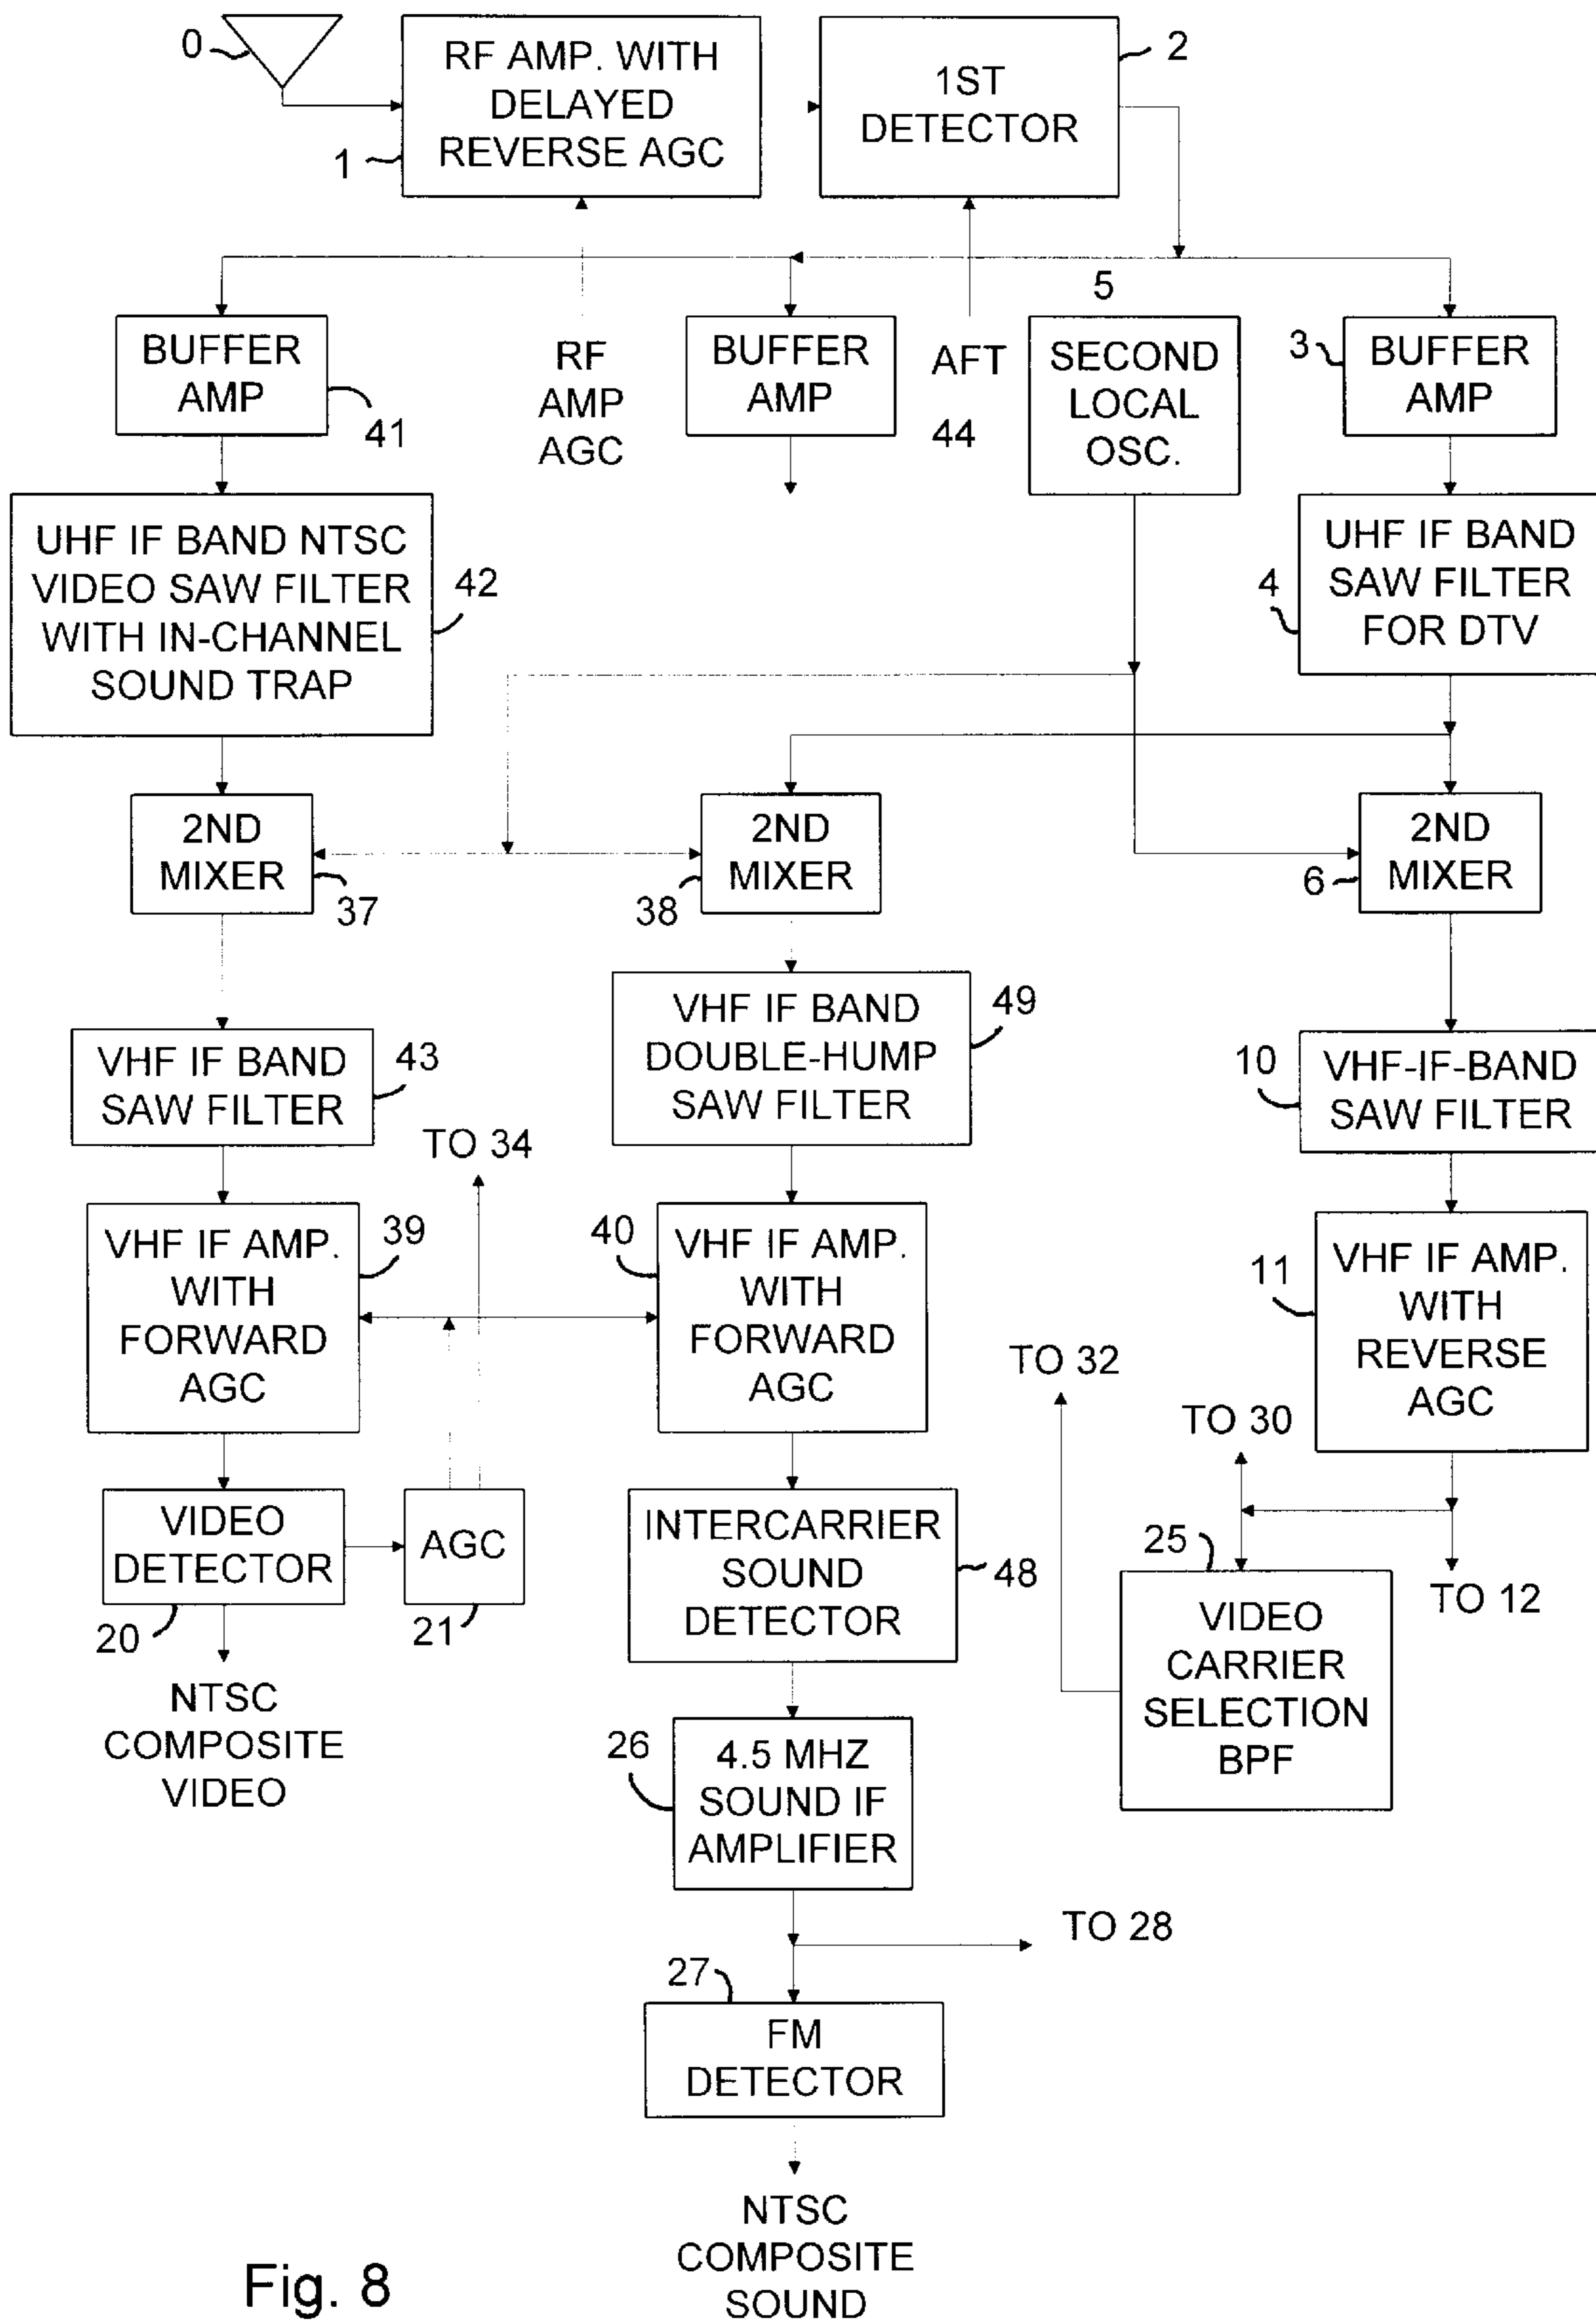 0
RF AMP. WITH
DELAYED
REVERSE AGC
1
1ST
DETECTOR
2
BUFFER
AMP
41
RF
AMP
AGC
BUFFER
AMP
AFT
44
5
SECOND
LOCAL
OSC.
3
BUFFER
AMP
UHF IF BAND NTSC
VIDEO SAW FILTER
WITH IN-CHANNEL
SOUND TRAP
42
4
UHF IF BAND
SAW FILTER
FOR DTV
2ND
MIXER
37
2ND
MIXER
38
2ND
MIXER
6
VHF IF BAND
SAW FILTER
43
VHF IF BAND
DOUBLE-HUMP
SAW FILTER
49
10
VHF-IF-BAND
SAW FILTER
TO 34
VHF IF AMP.
WITH
FORWARD
AGC
39
40
VHF IF AMP.
WITH
FORWARD
AGC
11
VHF IF AMP.
WITH
REVERSE
AGC
TO 32
TO 30
VIDEO
DETECTOR
20
AGC
21
INTERCARRIER
SOUND
DETECTOR
48
25
VIDEO
CARRIER
SELECTION
BPF
TO 12
NTSC
COMPOSITE
VIDEO
26
4.5 MHZ
SOUND IF
AMPLIFIER
TO 28
27
FM
DETECTOR
NTSC
COMPOSITE
SOUND
Fig. 8